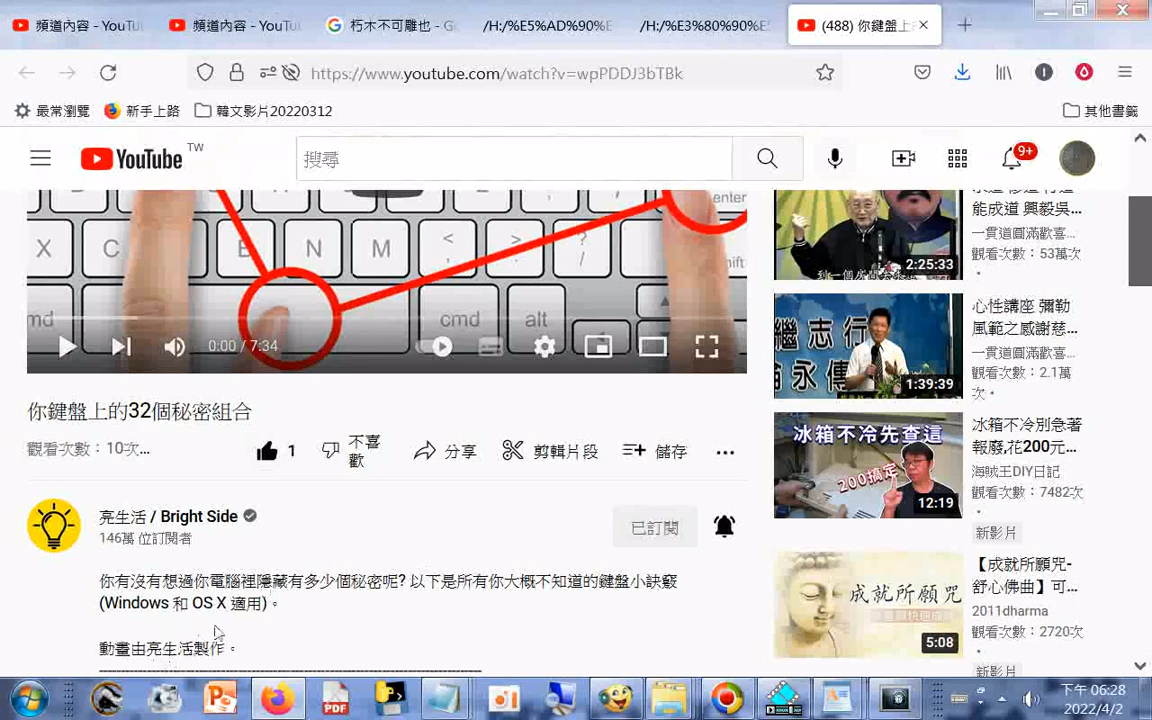 頻道內容 - YouTu
頻道內容 - YouTu
朽木不可雕也 - G
/H:/%E5%AD%90%E
/H:/%E3%80%90%E
(488) 你鍵盤上
https://www.youtube.com/watch?v=wpPDDJ3bTBk
最常瀏覽
新手上路
韓文影片20220312
其他書籤
YouTube TW
搜尋
9+
enter
X C B N M < , > . ? /
shift
cmd
cmd
alt
0:00 / 7:34
你鍵盤上的32個秘密組合
觀看次數：10次...
1
不喜歡
分享
剪輯片段
儲存
亮生活 / Bright Side
146萬 位訂閱者
已訂閱
你有沒有想過你電腦裡隱藏有多少個秘密呢? 以下是所有你大概不知道的鍵盤小訣竅
(Windows 和 OS X 適用)。
動畫由亮生活製作。
能成道 興毅吳...
一貫道圓滿歡喜...
觀看次數：53萬次
2:25:33
心性講座 彌勒
風範之感謝慈...
一貫道圓滿歡喜...
觀看次數：2.1萬
次
繼志行
永傳
1:39:39
冰箱不冷別急著
報廢,花200元...
海賊王DIY日記
觀看次數：7482次
新影片
冰箱不冷先查這
200搞定
12:19
【成就所願咒-
舒心佛曲】可...
2011dharma
觀看次數：2720次
新影片
成就所願咒
5:08
下午 06:28
2022/4/2